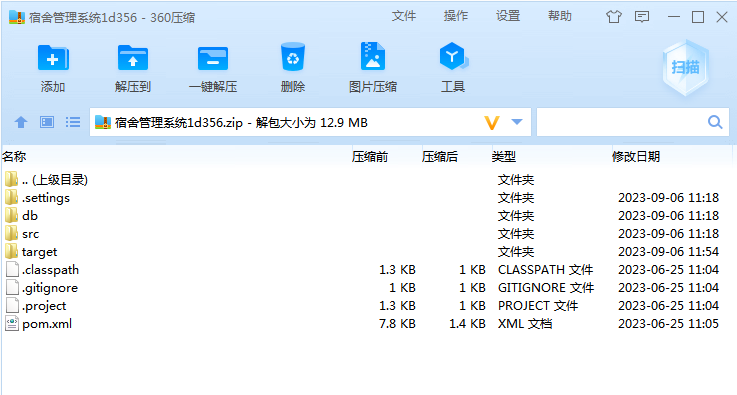 宿舍管理系统1d356 - 360压缩 文件 操作 设置 帮助
添加 解压到 一键解压 删除 图片压缩 工具 扫描
宿舍管理系统1d356.zip - 解包大小为 12.9 MB
名称 压缩前 压缩后 类型 修改日期
.. (上级目录) 文件夹
.settings 文件夹 2023-09-06 11:18
db 文件夹 2023-09-06 11:18
src 文件夹 2023-09-06 11:18
target 文件夹 2023-09-06 11:54
.classpath 1.3 KB 1 KB CLASSPATH 文件 2023-06-25 11:04
.gitignore 1 KB 1 KB GITIGNORE 文件 2023-06-25 11:04
.project 1.3 KB 1 KB PROJECT 文件 2023-06-25 11:04
pom.xml 7.8 KB 1.4 KB XML 文档 2023-06-25 11:05